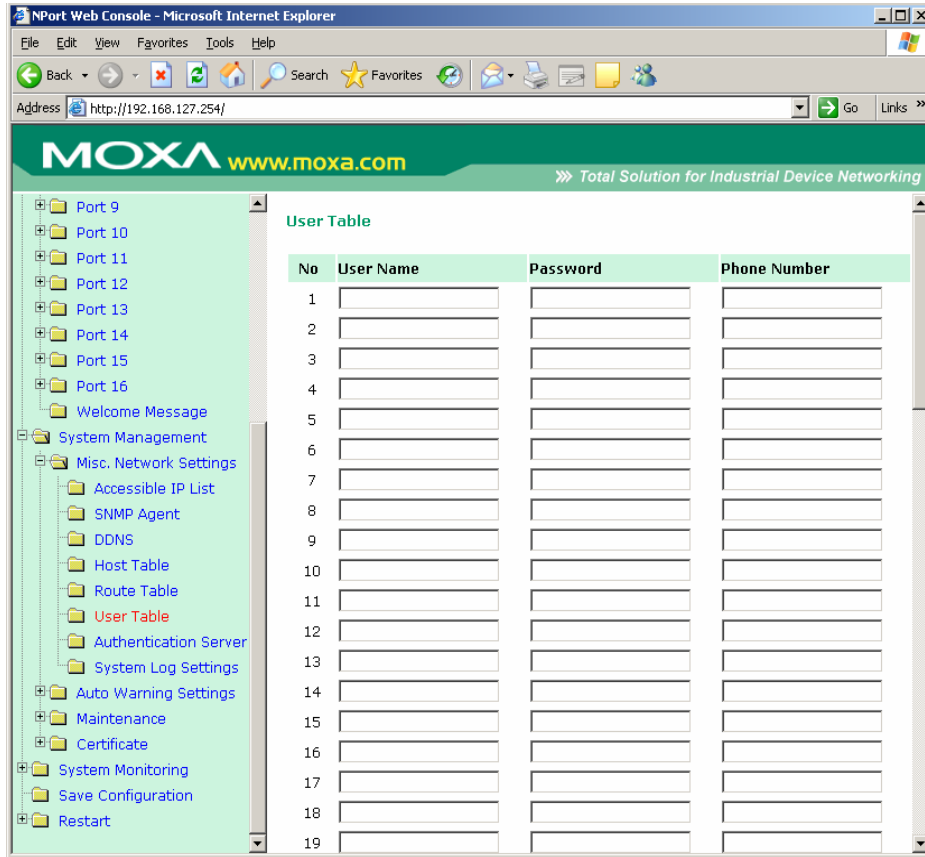 NPort Web Console - Microsoft Internet Explorer
File Edit View Favorites Tools Help
Back Search Favorites
Address http://192.168.127.254/ Go Links »
MOXA www.moxa.com
Total Solution for Industrial Device Networking
Port 9
Port 10
Port 11
Port 12
Port 13
Port 14
Port 15
Port 16
Welcome Message
System Management
Misc. Network Settings
Accessible IP List
SNMP Agent
DDNS
Host Table
Route Table
User Table
Authentication Server
System Log Settings
Auto Warning Settings
Maintenance
Certificate
System Monitoring
Save Configuration
Restart
User Table
No User Name Password Phone Number
1
2
3
4
5
6
7
8
9
10
11
12
13
14
15
16
17
18
19